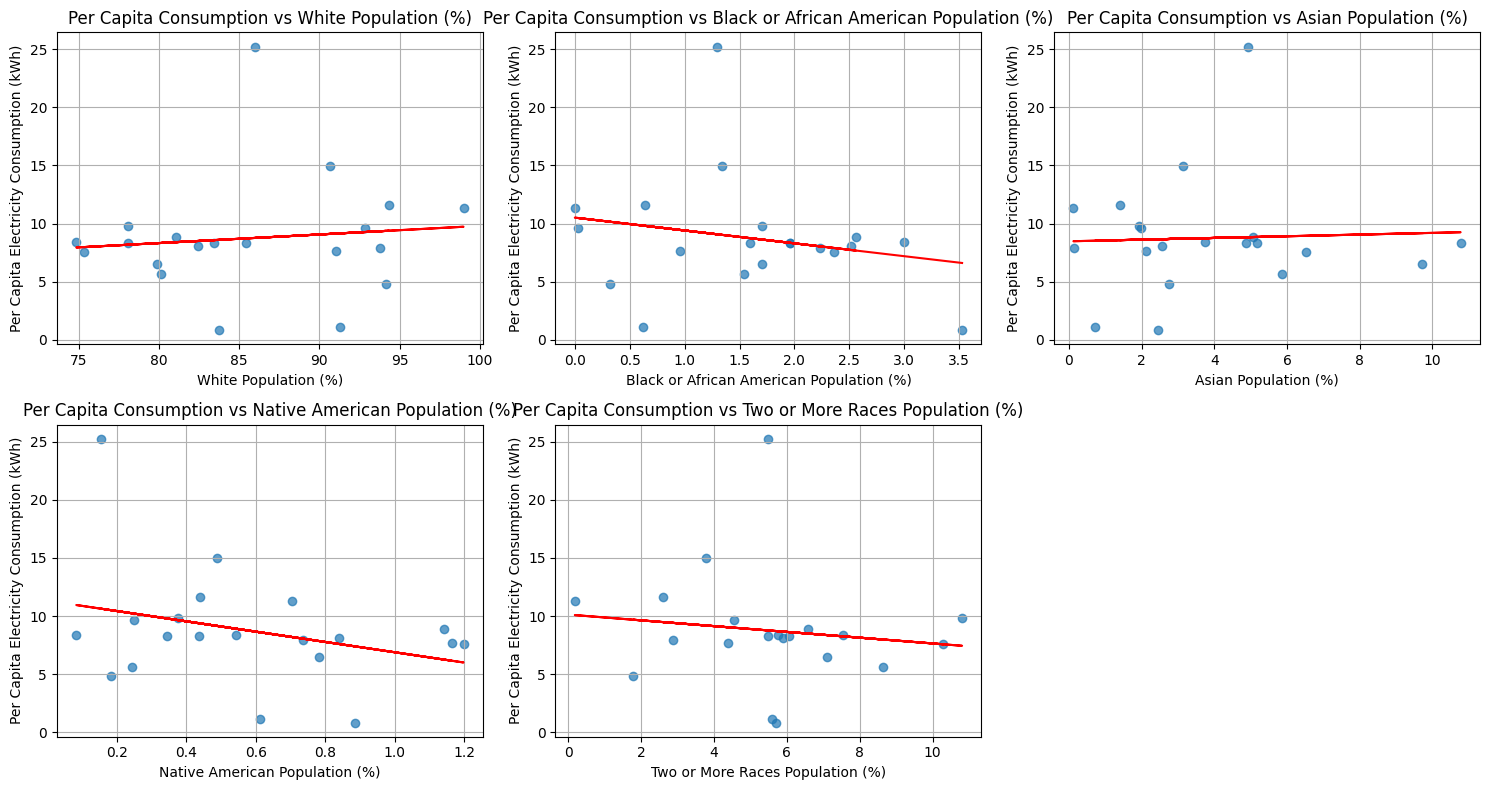 Per Capita Consumption vs White Population (%)
Per Capita Electricity Consumption (kWh)
25
20
15
10
5
0
75 80 85 90 95 100
White Population (%)
Per Capita Consumption vs Black or African American Population (%)
Per Capita Electricity Consumption (kWh)
25
20
15
10
5
0
0.0 0.5 1.0 1.5 2.0 2.5 3.0 3.5
Black or African American Population (%)
Per Capita Consumption vs Asian Population (%)
Per Capita Electricity Consumption (kWh)
25
20
15
10
5
0
0 2 4 6 8 10
Asian Population (%)
Per Capita Consumption vs Native American Population (%)
Per Capita Electricity Consumption (kWh)
25
20
15
10
5
0
0.2 0.4 0.6 0.8 1.0 1.2
Native American Population (%)
Per Capita Consumption vs Two or More Races Population (%)
Per Capita Electricity Consumption (kWh)
25
20
15
10
5
0
0 2 4 6 8 10
Two or More Races Population (%)